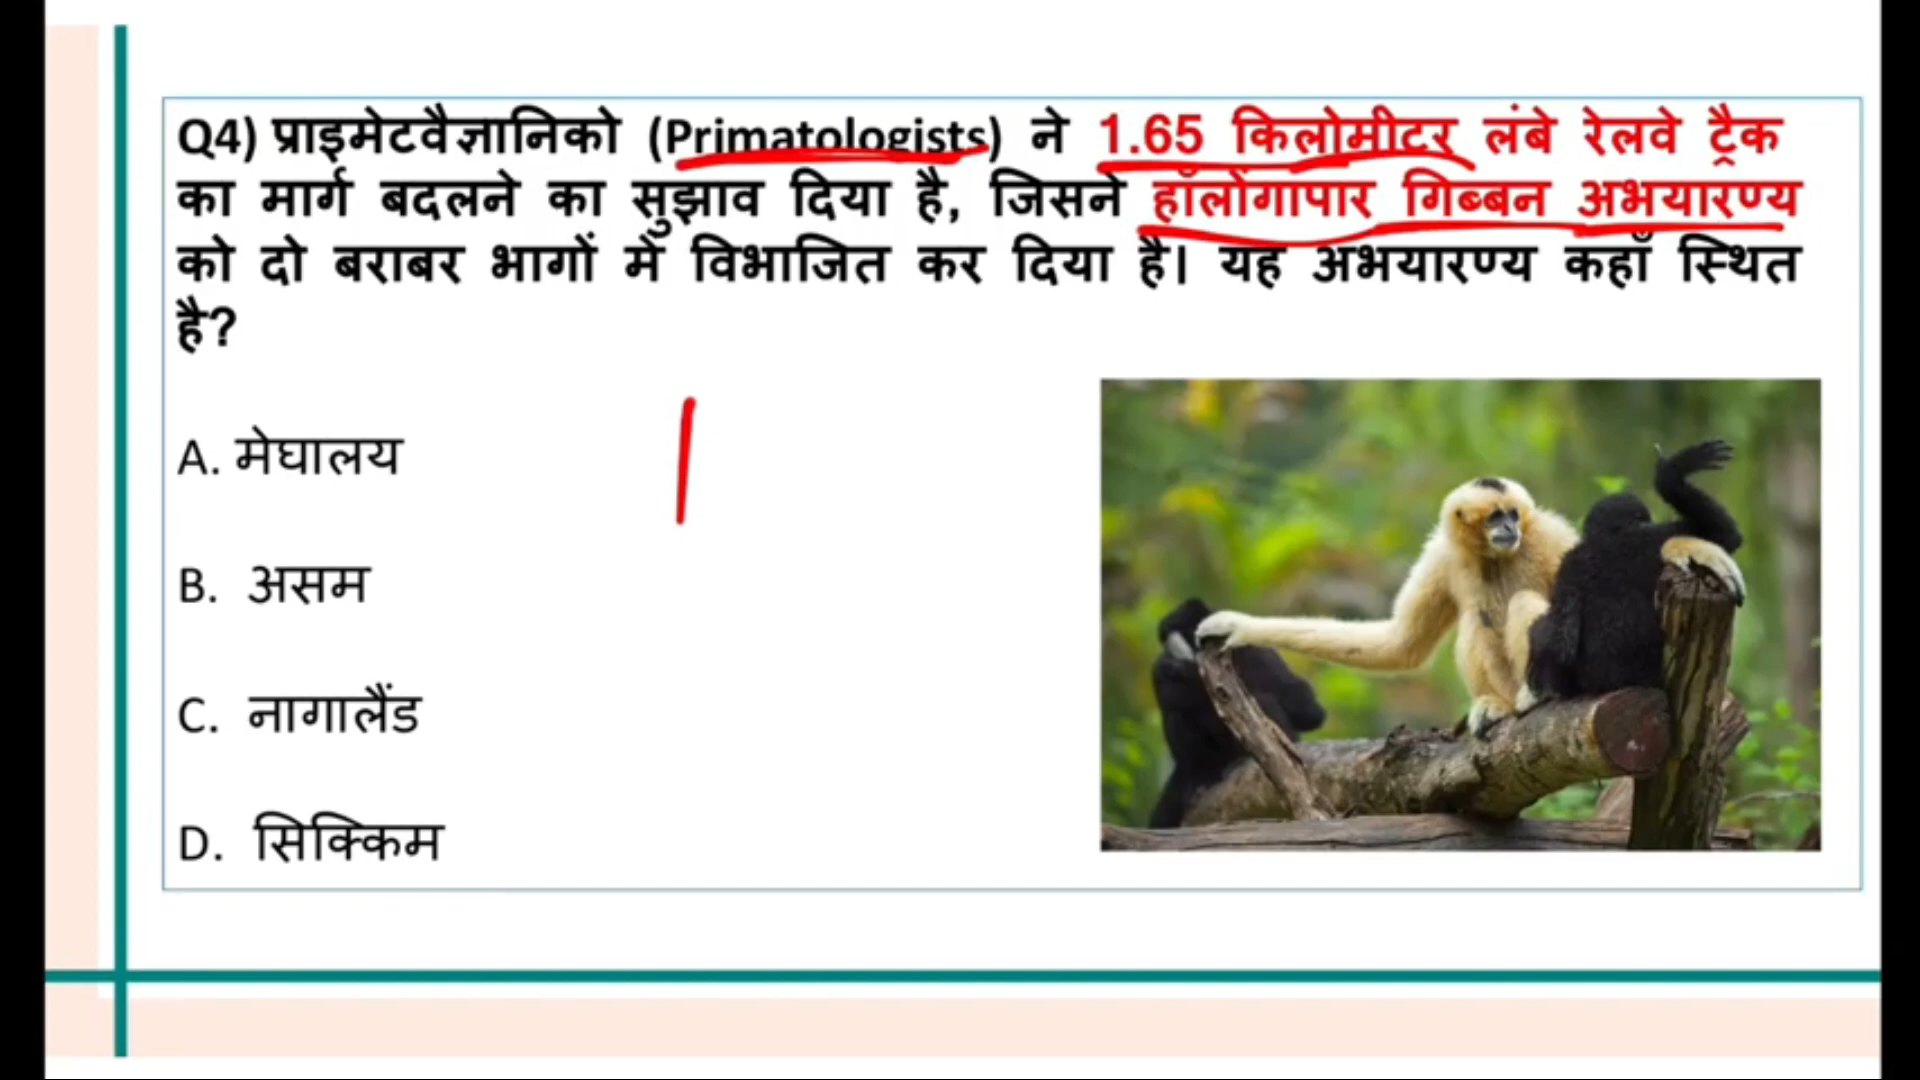 Q4) प्राइमेटवैज्ञानिको (Primatologists) ने 1.65 किलोमीटर लंबे रेलवे ट्रैक
का मार्ग बदलने का सुझाव दिया है, जिसने हॉलोंगापार गिब्बन अभयारण्य
को दो बराबर भागों में विभाजित कर दिया है। यह अभयारण्य कहाँ स्थित
है?
A. मेघालय
B. असम
C. नागालैंड
D. सिक्किम